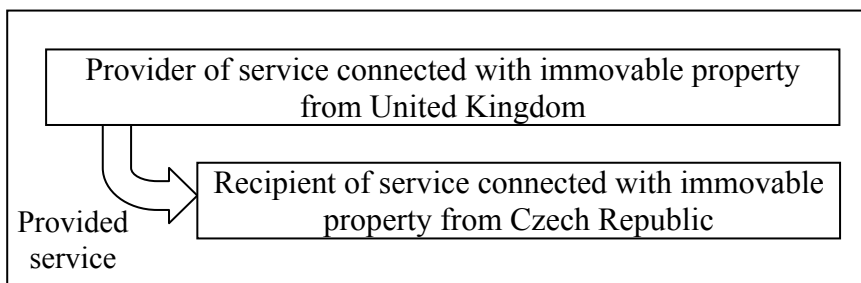 Provider of service connected with immovable property
from United Kingdom
Recipient of service connected with immovable
property from Czech Republic
Provided
service